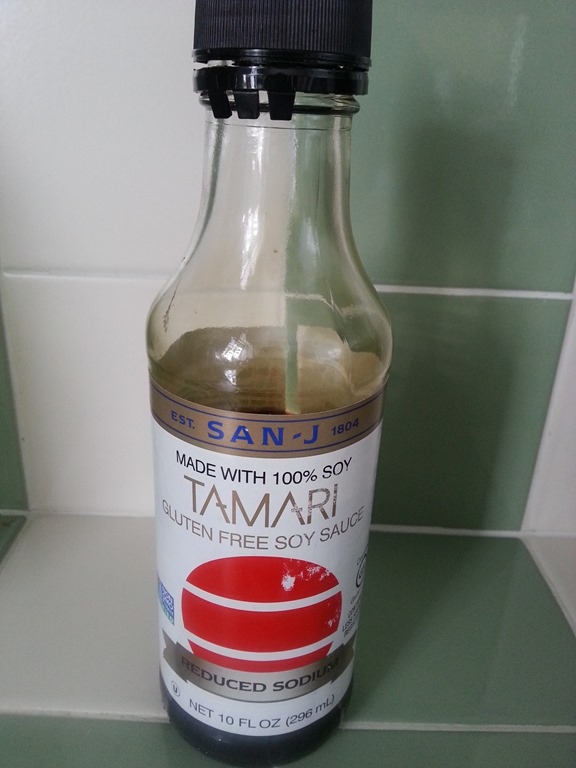 EST. SAN-J 1804
MADE WITH 100% SOY
TAMARI
GLUTEN FREE SOY SAUCE
REDUCED SODIUM
U
NET 10 FL OZ (296 mL)